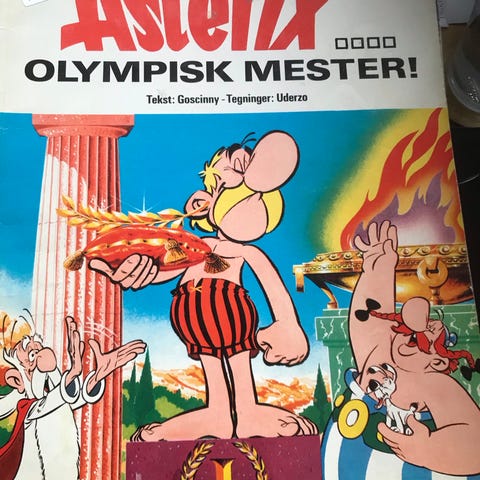 Asterix
OLYMPISK MESTER!
Tekst: Goscinny - Tegninger: Uderzo
I